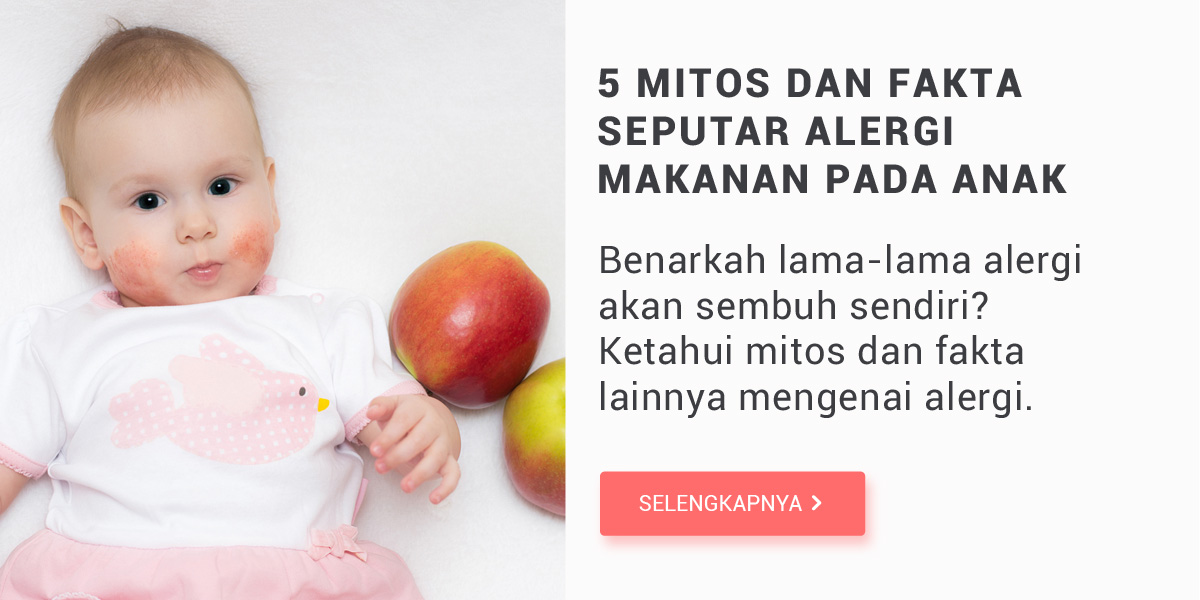 5 MITOS DAN FAKTA
SEPUTAR ALERGI
MAKANAN PADA ANAK
Benarkah lama-lama alergi
akan sembuh sendiri?
Ketahui mitos dan fakta
lainnya mengenai alergi.
SELENGKAPNYA >